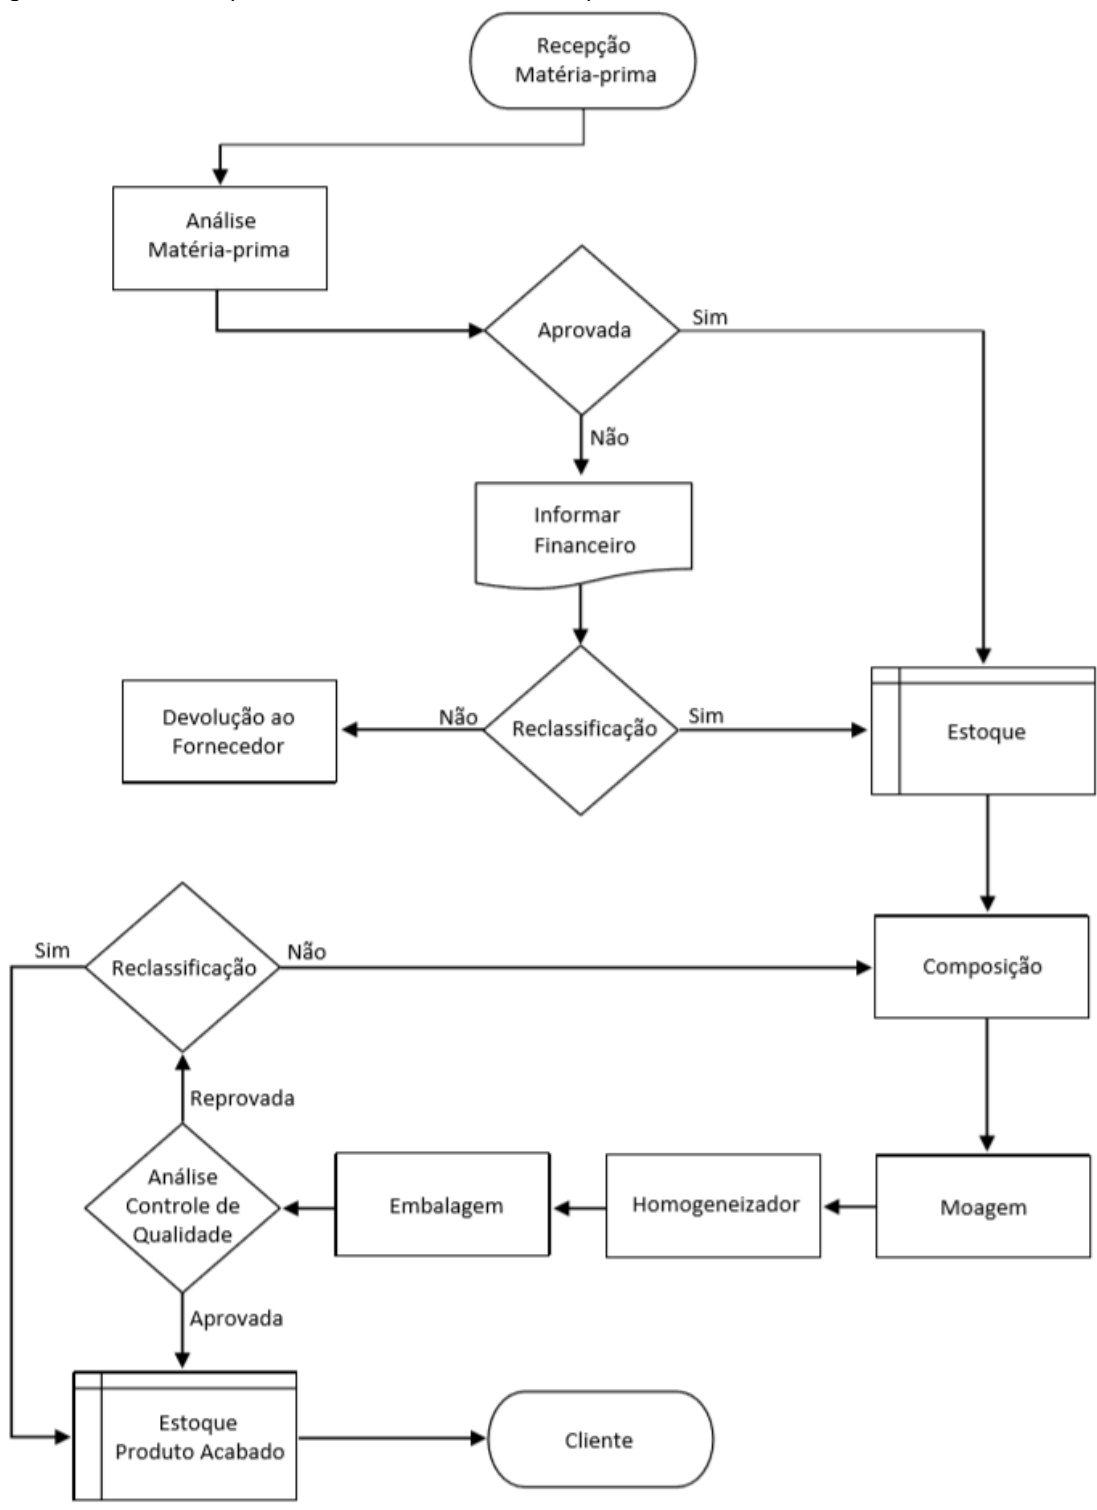 Recepção
Matéria-prima
Análise
Matéria-prima
Aprovada
Sim
Não
Informar
Financeiro
Devolução ao
Fornecedor
Não
Reclassificação
Sim
Estoque
Sim
Reclassificação
Não
Composição
Reprovada
Análise
Controle de
Qualidade
Embalagem
Homogeneizador
Moagem
Aprovada
Estoque
Produto Acabado
Cliente